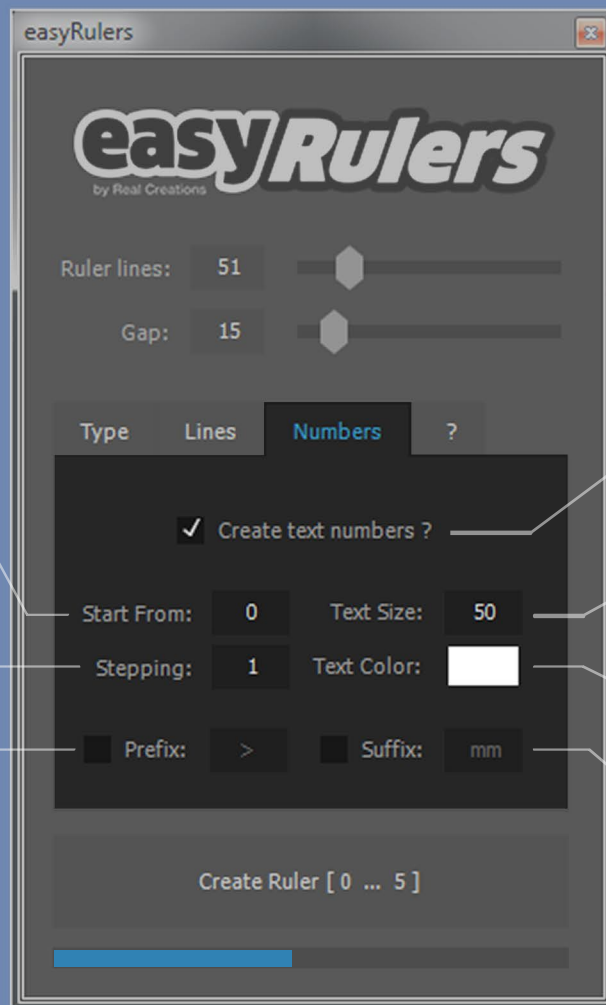 easyRulers
easyRulers
by Real Creations
Ruler lines: 51
Gap: 15
Type Lines Numbers ?
✓ Create text numbers ?
Start From: 0 Text Size: 50
Stepping: 1 Text Color:
Prefix: > Suffix: mm
Create Ruler [ 0 ... 5 ]